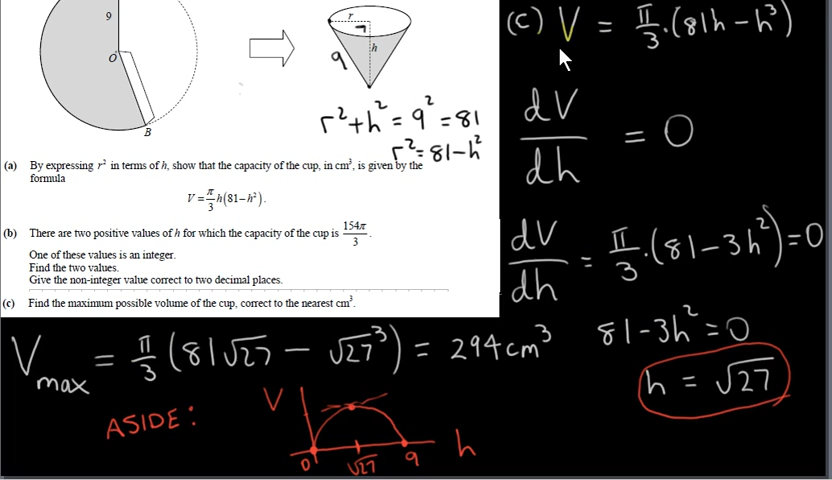 9
O
B
r
h
9
r² + h² = 9² = 81
r² = 81 - h²
(a) By expressing r² in terms of h, show that the capacity of the cup, in cm³, is given by the
formula
V = π/3 h(81 − h²).
(b) There are two positive values of h for which the capacity of the cup is 154π/3.
One of these values is an integer.
Find the two values.
Give the non-integer value correct to two decimal places.
(c) Find the maximum possible volume of the cup, correct to the nearest cm³.
(c) V = π/3 · (81h - h³)
dV/dh = 0
dV/dh = π/3 · (81 - 3h²) = 0
81 - 3h² = 0
h = √27
Vmax = π/3 (81√27 - √27³) = 294cm³
ASIDE:
V
0 √27 9 h